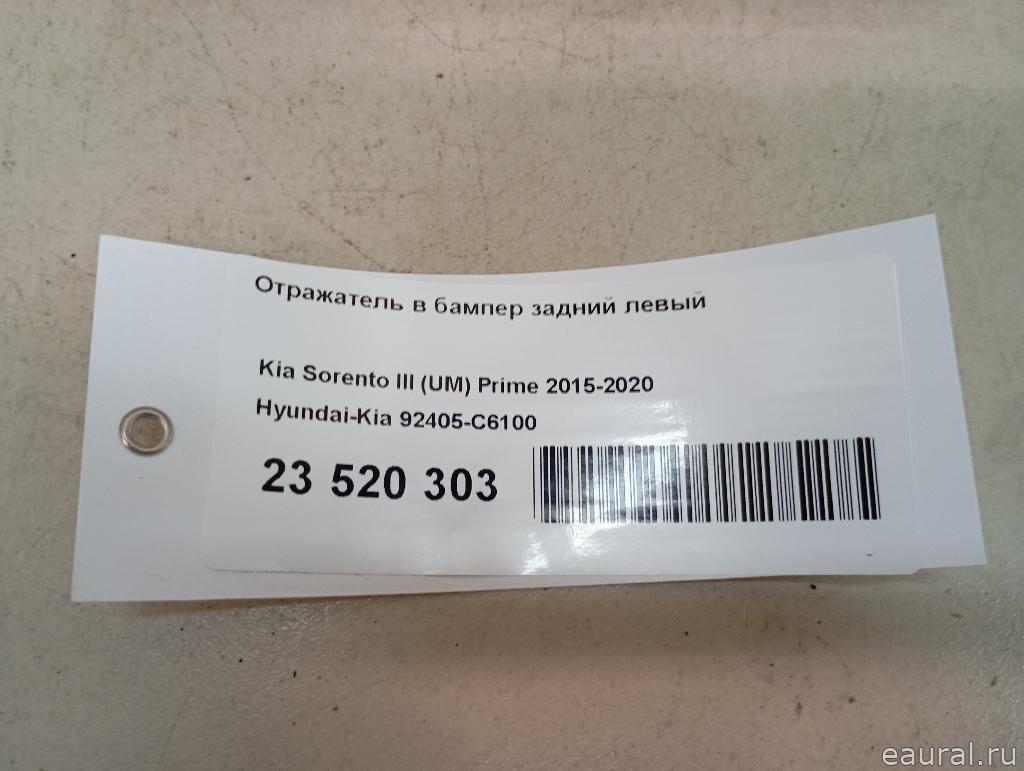 Отражатель в бампер задний левый
Kia Sorento III (UM) Prime 2015-2020
Hyundai-Kia 92405-C6100
23 520 303
eaural.ru